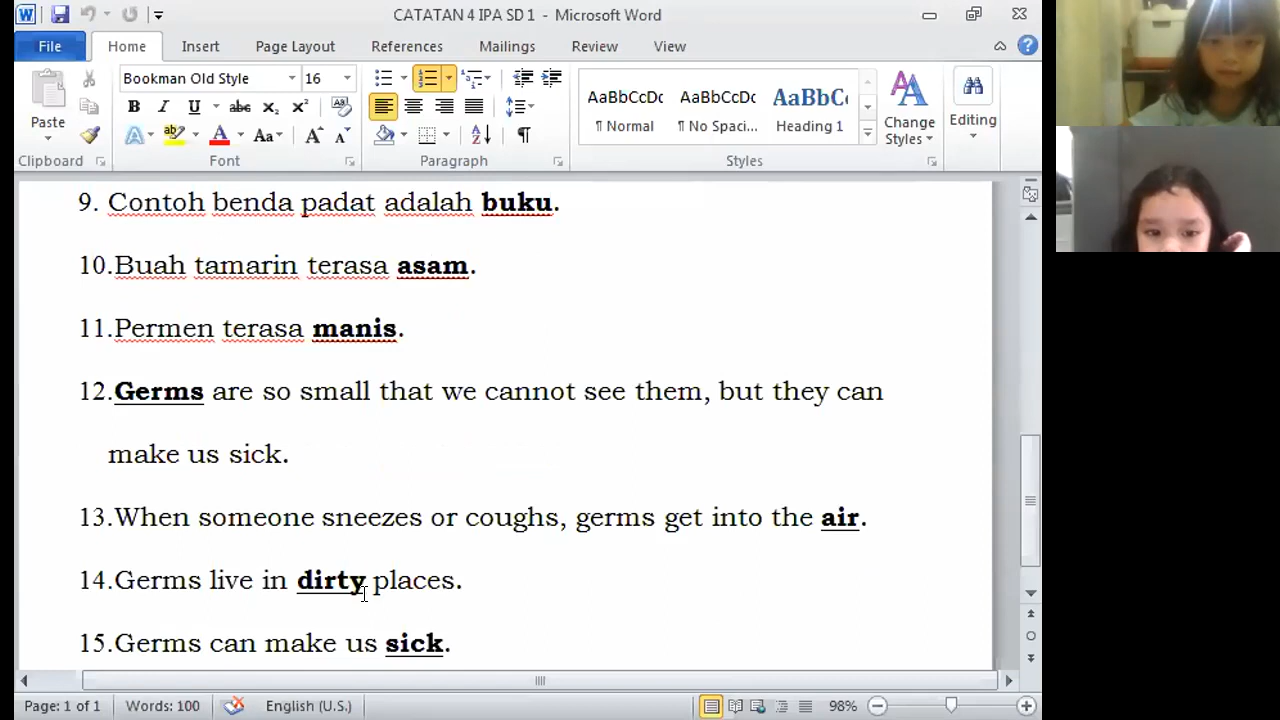 CATATAN 4 IPA SD 1 - Microsoft Word
File Home Insert Page Layout References Mailings Review View
Bookman Old Style 16
AaBbCcDc AaBbCcDc AaBbC
Paste
¶ Normal ¶ No Spaci... Heading 1
Change Styles
Editing
Clipboard Font Paragraph Styles
9. Contoh benda padat adalah buku.
10.Buah tamarin terasa asam.
11.Permen terasa manis.
12.Germs are so small that we cannot see them, but they can
make us sick.
13.When someone sneezes or coughs, germs get into the air.
14.Germs live in dirty places.
15.Germs can make us sick.
Page: 1 of 1 Words: 100 English (U.S.) 98%